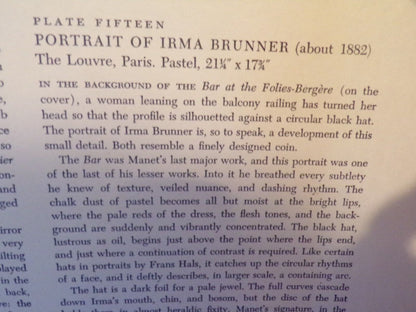 PLATE FIFTEEN
PORTRAIT OF IRMA BRUNNER (about 1882)
The Louvre, Paris. Pastel, 21¼" x 17¾"
IN THE BACKGROUND OF THE Bar at the Folies-Bergère (on the
cover), a woman leaning on the balcony railing has turned her
head so that the profile is silhouetted against a circular black hat.
The portrait of Irma Brunner is, so to speak, a development of this
small detail. Both resemble a finely designed coin.
The Bar was Manet's last major work, and this portrait was one
of the last of his lesser works. Into it he breathed every subtlety
he knew of texture, veiled nuance, and dashing rhythm. The
chalk dust of pastel becomes all but moist at the bright lips,
where the pale reds of the dress, the flesh tones, and the back-
ground are suddenly and vibrantly concentrated. The black hat,
lustrous as oil, begins just above the point where the lips end,
and just where a continuation of contrast is required. Like certain
hats in portraits by Frans Hals, it catches up the circular rhythms
of a face, and it deftly describes, in larger scale, a containing arc.
The hat is a dark foil for a pale jewel. The full curves cascade
down Irma's mouth, chin, and bosom, but the disc of the hat
holds them in almost heraldic fixity. Manet's signature, in the